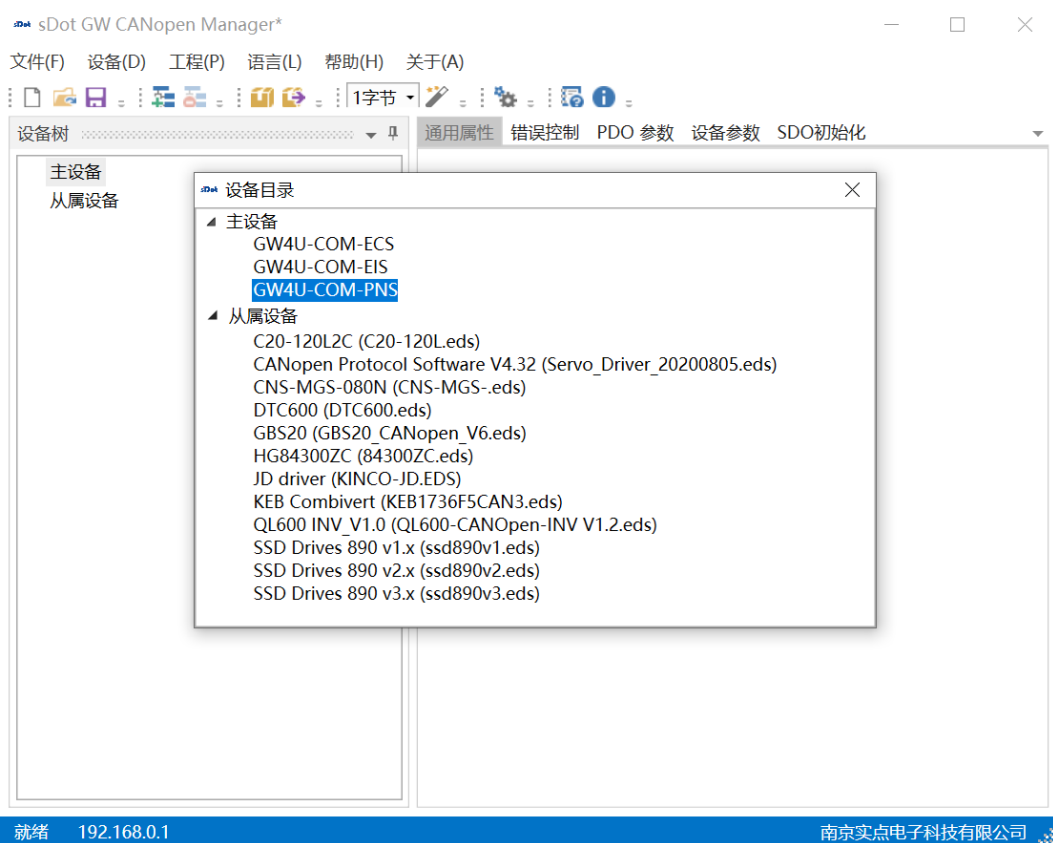 sDot sDot GW CANopen Manager*
文件(F) 设备(D) 工程(P) 语言(L) 帮助(H) 关于(A)
1字节
设备树
通用属性 错误控制 PDO 参数 设备参数 SDO初始化
主设备
从属设备
sDot 设备目录
主设备
GW4U-COM-ECS
GW4U-COM-EIS
GW4U-COM-PNS
从属设备
C20-120L2C (C20-120L.eds)
CANopen Protocol Software V4.32 (Servo_Driver_20200805.eds)
CNS-MGS-080N (CNS-MGS-.eds)
DTC600 (DTC600.eds)
GBS20 (GBS20_CANopen_V6.eds)
HG84300ZC (84300ZC.eds)
JD driver (KINCO-JD.EDS)
KEB Combivert (KEB1736F5CAN3.eds)
QL600 INV_V1.0 (QL600-CANOpen-INV V1.2.eds)
SSD Drives 890 v1.x (ssd890v1.eds)
SSD Drives 890 v2.x (ssd890v2.eds)
SSD Drives 890 v3.x (ssd890v3.eds)
就绪 192.168.0.1 南京实点电子科技有限公司